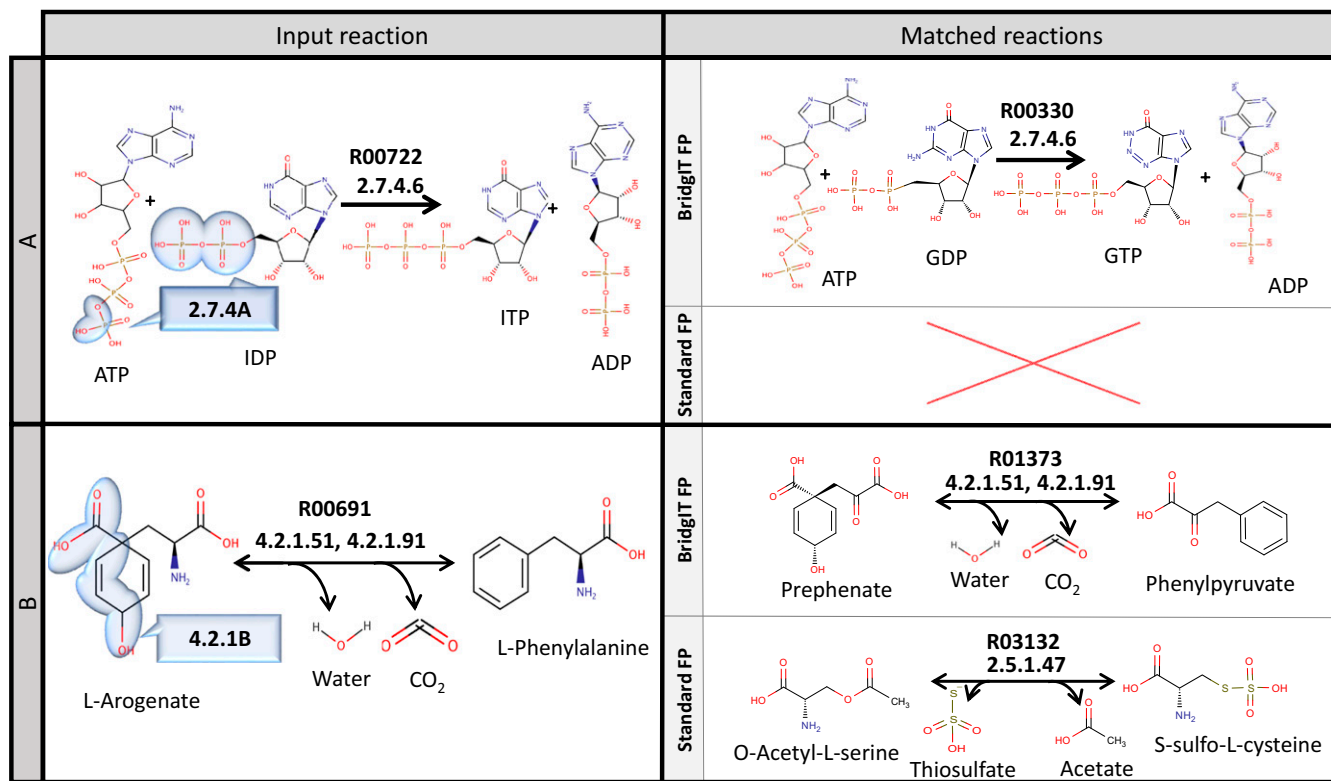 Input reaction
Matched reactions
A
R00722
2.7.4.6
+
+
2.7.4A
ATP
IDP
ITP
ADP
BridgIT FP
R00330
2.7.4.6
+
+
ATP
GDP
GTP
ADP
Standard FP
B
R00691
4.2.1.51, 4.2.1.91
4.2.1B
L-Arogenate
Water
CO2
L-Phenylalanine
BridgIT FP
R01373
4.2.1.51, 4.2.1.91
Prephenate
Water
CO2
Phenylpyruvate
Standard FP
R03132
2.5.1.47
O-Acetyl-L-serine
Thiosulfate
Acetate
S-sulfo-L-cysteine